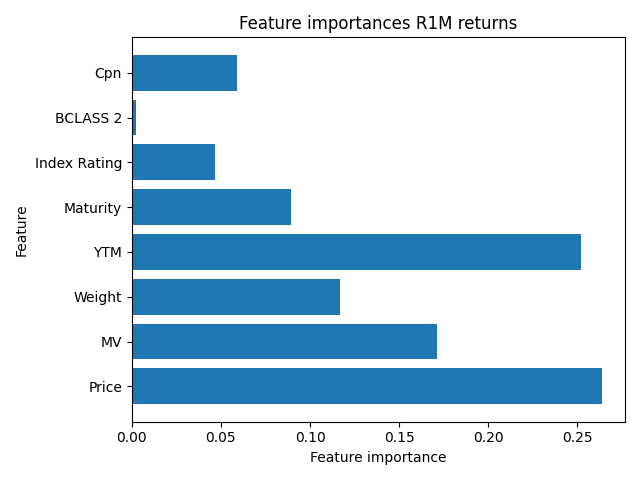 Feature importances R1M returns
Cpn
BCLASS 2
Index Rating
Maturity
YTM
Weight
MV
Price
Feature
0.00 0.05 0.10 0.15 0.20 0.25
Feature importance